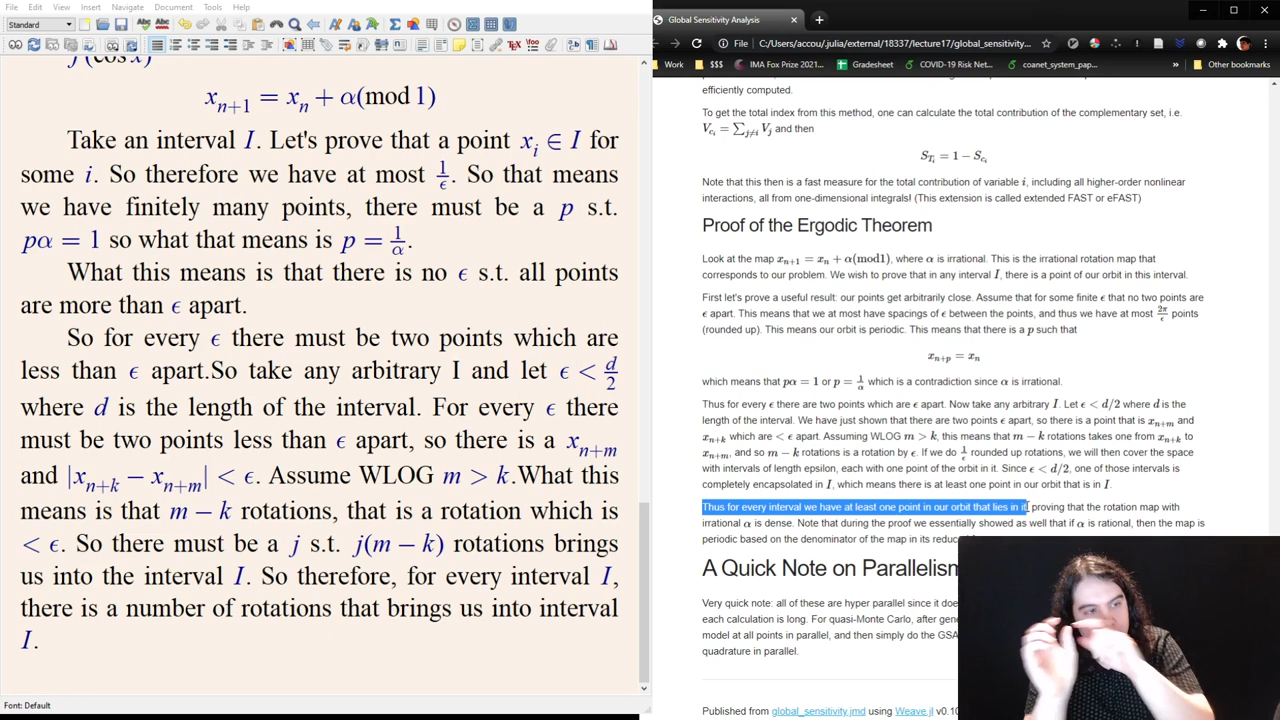 File Edit View Insert Navigate Document Tools Help
Standard
f(cos x)
x_{n+1} = x_n + α(mod 1)
Take an interval I. Let's prove that a point x_i ∈ I for
some i. So therefore we have at most 1/ϵ. So that means
we have finitely many points, there must be a p s.t.
pα = 1 so what that means is p = 1/α.
What this means is that there is no ϵ s.t. all points
are more than ϵ apart.
So for every ϵ there must be two points which are
less than ϵ apart.So take any arbitrary I and let ϵ < d/2
where d is the length of the interval. For every ϵ there
must be two points less than ϵ apart, so there is a x_{n+m}
and |x_{n+k} − x_{n+m}| < ϵ. Assume WLOG m > k.What this
means is that m − k rotations, that is a rotation which is
< ϵ. So there must be a j s.t. j(m − k) rotations brings
us into the interval I. So therefore, for every interval I,
there is a number of rotations that brings us into interval
I.
Font: Default
Global Sensitivity Analysis
File C:/Users/accou/.julia/external/18337/lecture17/global_sensitivity...
Work SMC IMA Fox Prize 2021... Gradesheet COVID-19 Risk Net... coanet_system_pap... » Other bookmarks
efficiently computed.
To get the total index from this method, one can calculate the total contribution of the complementary set, i.e.
V_{c_i} = ∑_{j≠i} V_j and then
S_{T_i} = 1 − S_{c_i}
Note that this then is a fast measure for the total contribution of variable i, including all higher-order nonlinear
interactions, all from one-dimensional integrals! (This extension is called extended FAST or eFAST)
Proof of the Ergodic Theorem
Look at the map x_{n+1} = x_n + α(mod1), where α is irrational. This is the irrational rotation map that
corresponds to our problem. We wish to prove that in any interval I, there is a point of our orbit in this interval.
First let's prove a useful result: our points get arbitrarily close. Assume that for some finite ϵ that no two points are
ϵ apart. This means that we at most have spacings of ϵ between the points, and thus we have at most 2π/ϵ points
(rounded up). This means our orbit is periodic. This means that there is a p such that
x_{n+p} = x_n
which means that pα = 1 or p = 1/α which is a contradiction since α is irrational.
Thus for every ϵ there are two points which are ϵ apart. Now take any arbitrary I. Let ϵ < d/2 where d is the
length of the interval. We have just shown that there are two points ϵ apart, so there is a point that is x_{n+m} and
x_{n+k} which are < ϵ apart. Assuming WLOG m > k, this means that m − k rotations takes one from x_{n+k} to
x_{n+m}, and so m − k rotations is a rotation by ϵ. If we do 1/ϵ rounded up rotations, we will then cover the space
with intervals of length epsilon, each with one point of the orbit in it. Since ϵ < d/2, one of those intervals is
completely encapsulated in I, which means there is at least one point in our orbit that is in I.
Thus for every interval we have at least one point in our orbit that lies in it, proving that the rotation map with
irrational α is dense. Note that during the proof we essentially showed as well that if α is rational, then the map is
periodic based on the denominator of the map in its
A Quick Note on Parallelism
Very quick note: all of these are hyper parallel since it
each calculation is long. For quasi-Monte Carlo, after
model at all points in parallel, and then simply do the
quadrature in parallel.
Published from global_sensitivity.jmd using Weave.jl